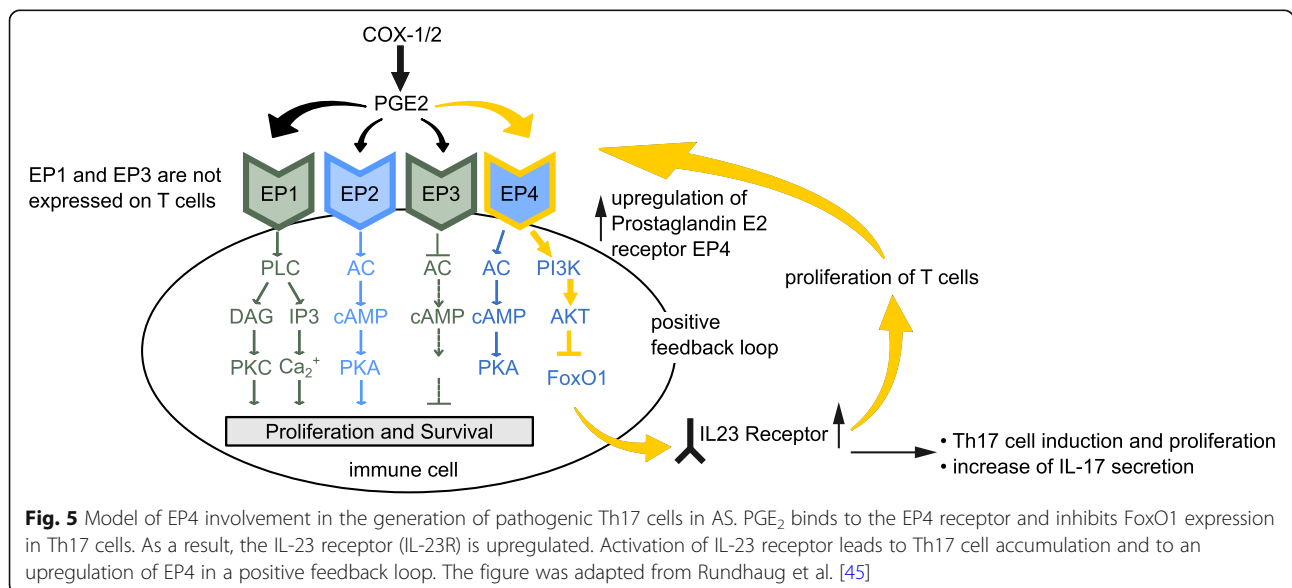 COX-1/2
PGE2
EP1 and EP3 are not
expressed on T cells
EP1
EP2
EP3
EP4
upregulation of
Prostaglandin E2
receptor EP4
proliferation of T cells
PLC
AC
AC
AC
PI3K
DAG
IP3
cAMP
cAMP
cAMP
AKT
positive
feedback loop
PKC
Ca₂⁺
PKA
PKA
FoxO1
Proliferation and Survival
immune cell
IL23 Receptor
• Th17 cell induction and proliferation
• increase of IL-17 secretion
Fig. 5 Model of EP4 involvement in the generation of pathogenic Th17 cells in AS. PGE₂ binds to the EP4 receptor and inhibits FoxO1 expression
in Th17 cells. As a result, the IL-23 receptor (IL-23R) is upregulated. Activation of IL-23 receptor leads to Th17 cell accumulation and to an
upregulation of EP4 in a positive feedback loop. The figure was adapted from Rundhaug et al. [45]